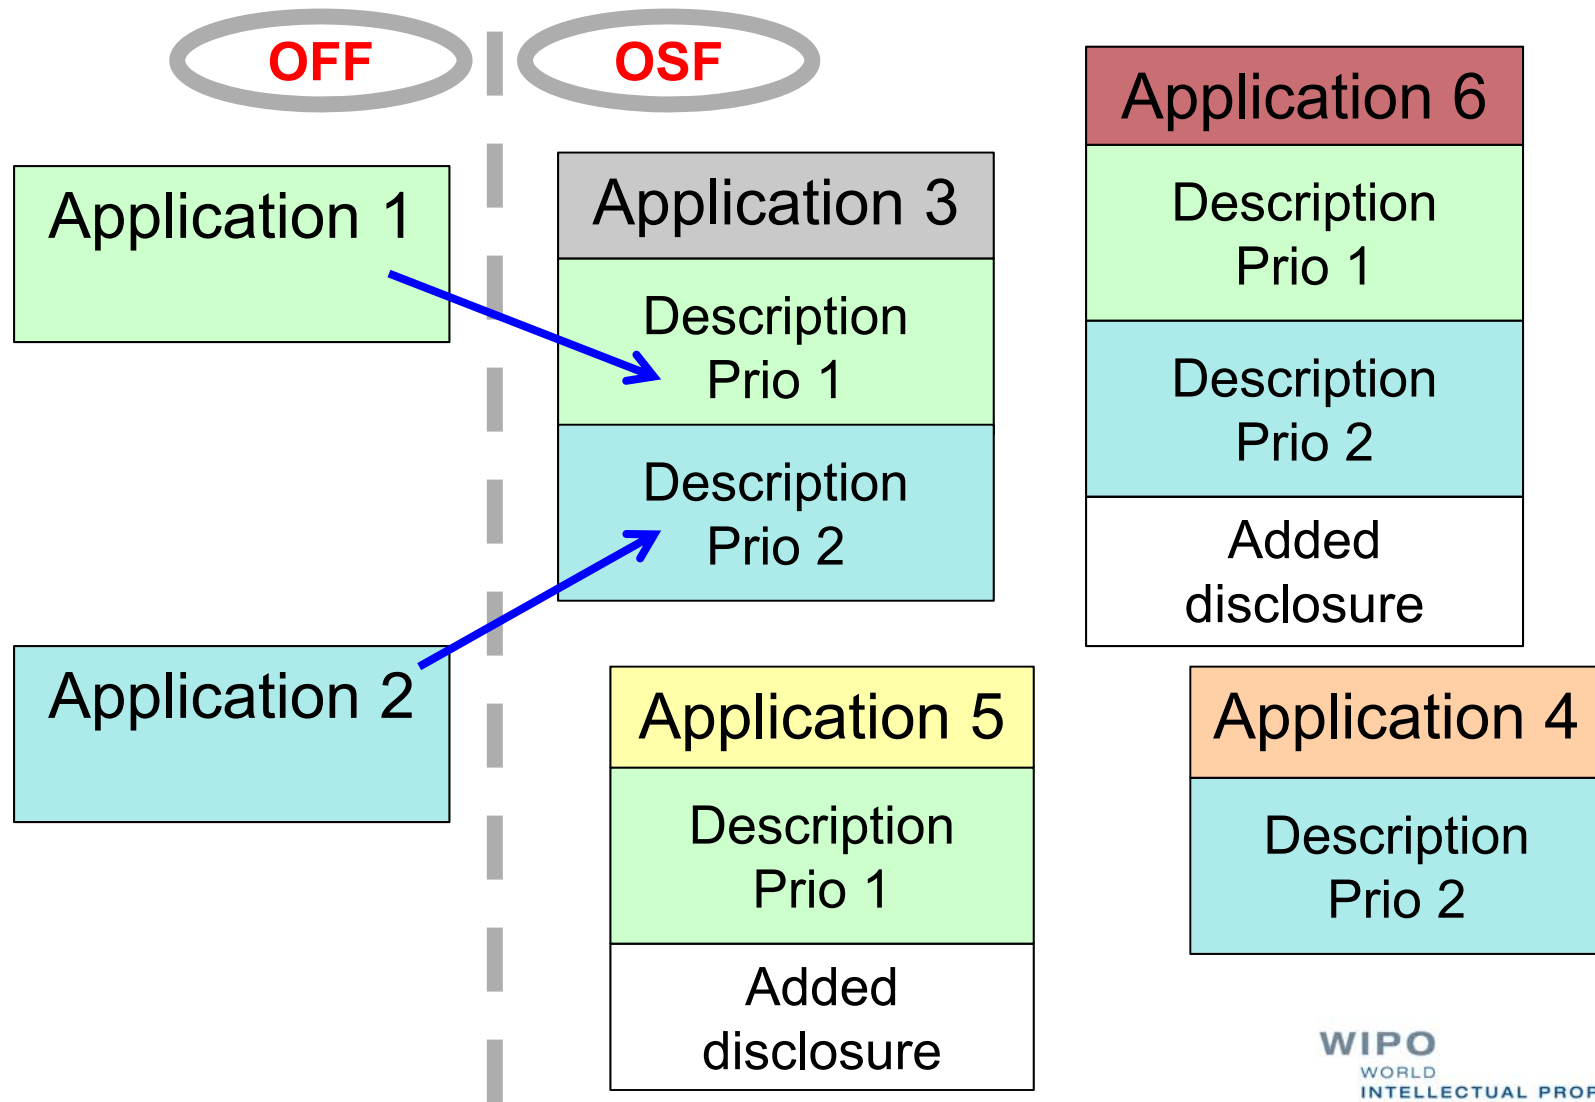 OFF
OSF
Application 1
Application 2
Application 3
Description
Prio 1
Description
Prio 2
Application 5
Description
Prio 1
Added
disclosure
Application 6
Description
Prio 1
Description
Prio 2
Added
disclosure
Application 4
Description
Prio 2
WIPO
WORLD
INTELLECTUAL PROP